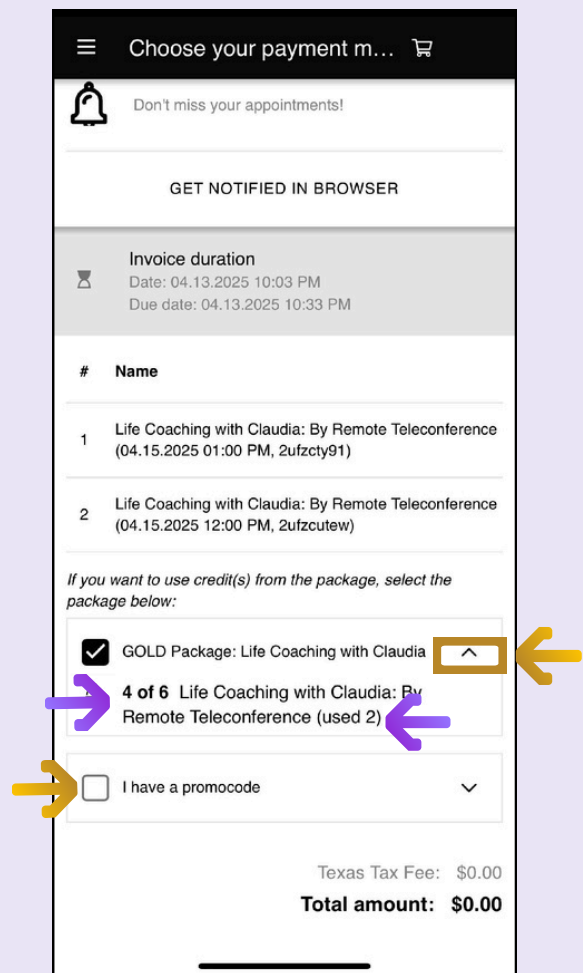 Choose your payment m...
Don't miss your appointments!
GET NOTIFIED IN BROWSER
Invoice duration
Date: 04.13.2025 10:03 PM
Due date: 04.13.2025 10:33 PM
# Name
1 Life Coaching with Claudia: By Remote Teleconference
(04.15.2025 01:00 PM, 2ufzcty91)
2 Life Coaching with Claudia: By Remote Teleconference
(04.15.2025 12:00 PM, 2ufzcutew)
If you want to use credit(s) from the package, select the
package below:
GOLD Package: Life Coaching with Claudia
4 of 6 Life Coaching with Claudia: By
Remote Teleconference (used 2)
I have a promocode
Texas Tax Fee: $0.00
Total amount: $0.00